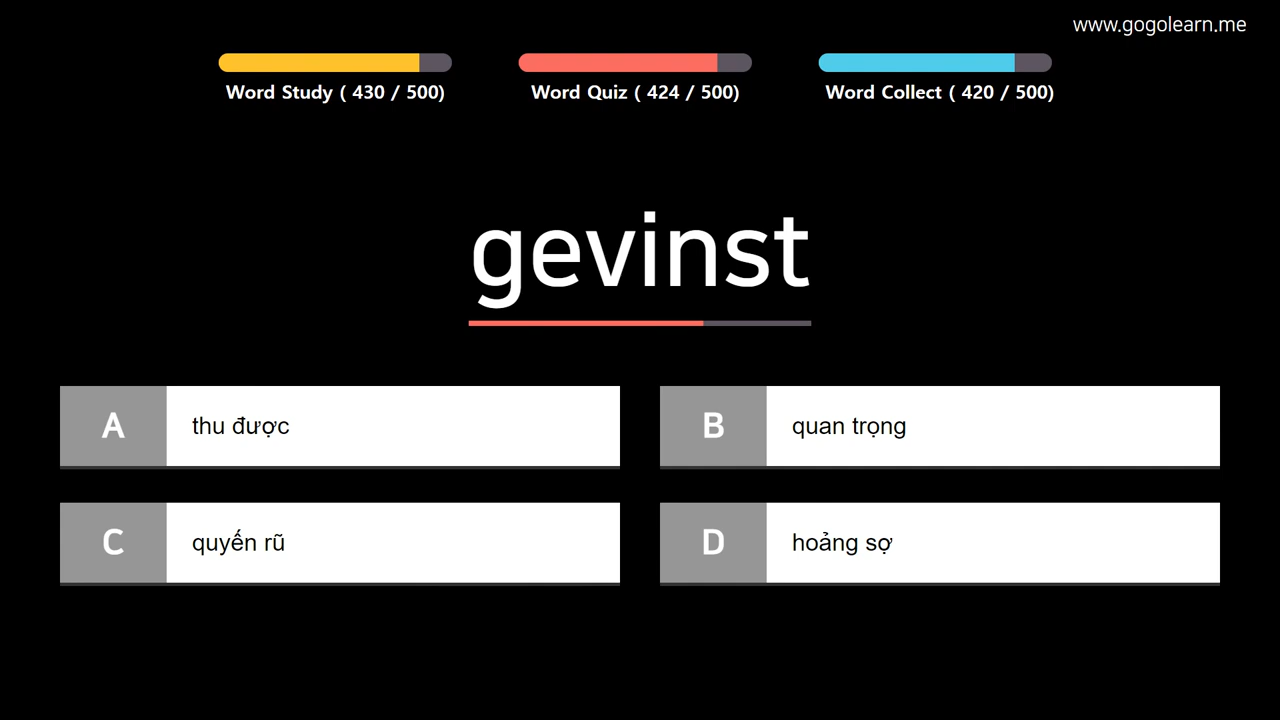 www.gogolearn.me
Word Study ( 430 / 500)
Word Quiz ( 424 / 500)
Word Collect ( 420 / 500)
gevinst
A thu được
B quan trọng
C quyến rũ
D hoảng sợ